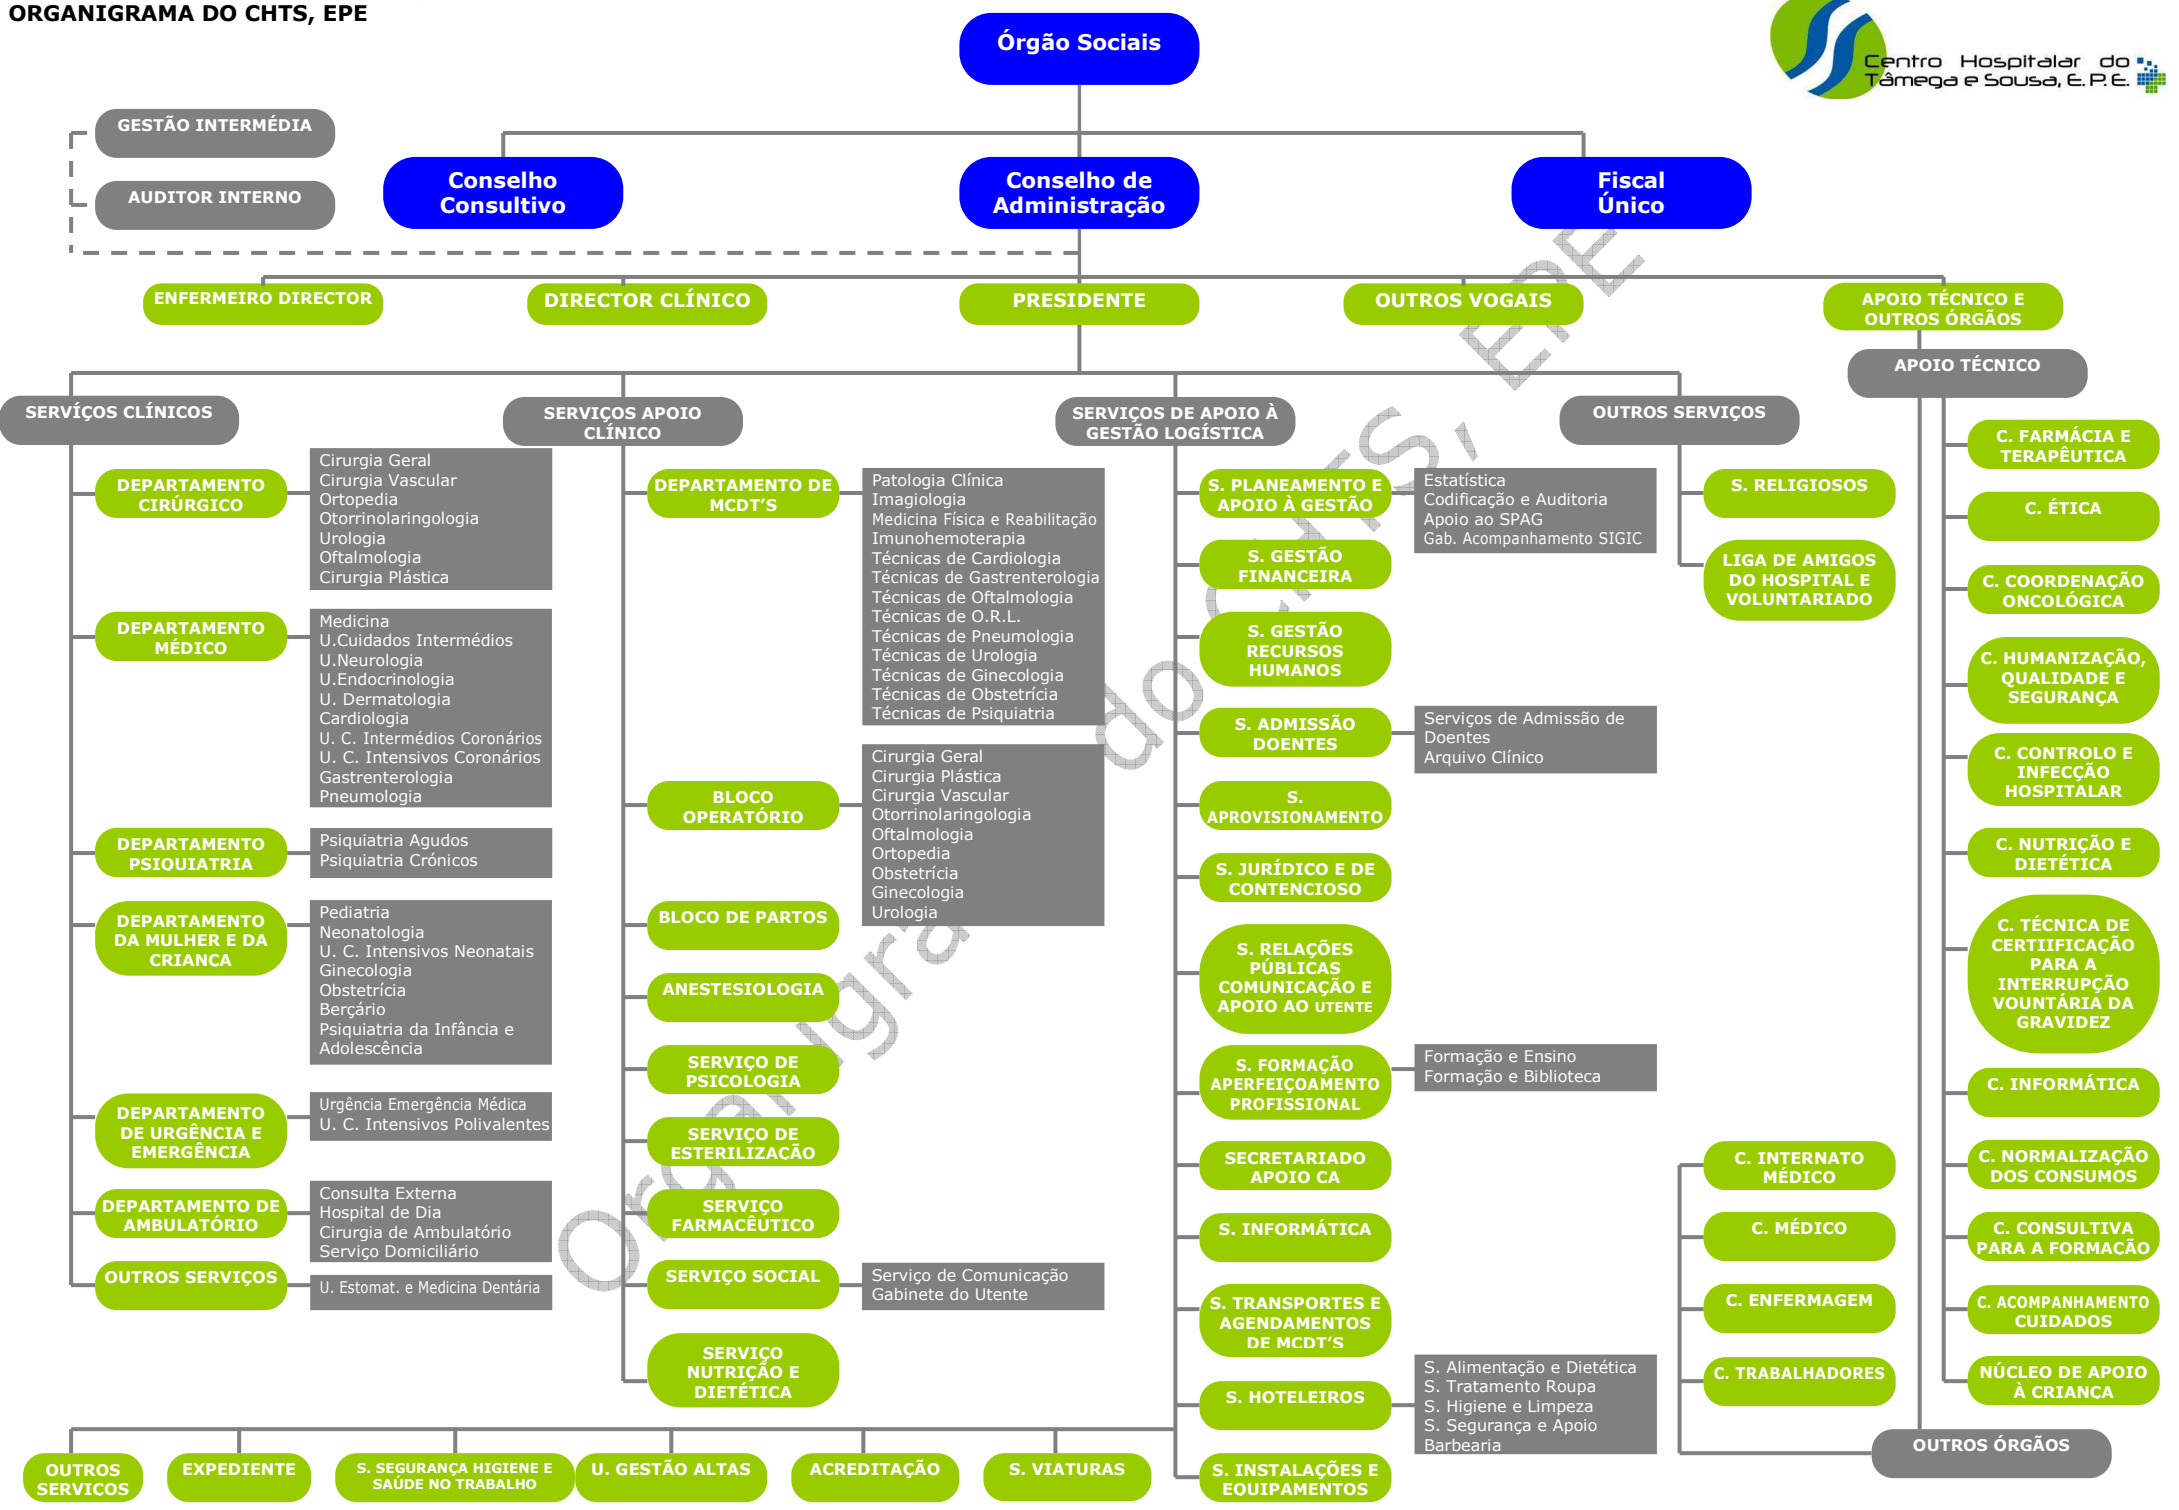 ORGANIGRAMA DO CHTS, EPE
Centro Hospitalar do
Tâmega e Sousa, E.P.E.
Órgão Sociais
GESTÃO INTERMÉDIA
AUDITOR INTERNO
Conselho
Consultivo
Conselho de
Administração
Fiscal
Único
ENFERMEIRO DIRECTOR
DIRECTOR CLÍNICO
PRESIDENTE
OUTROS VOGAIS
APOIO TÉCNICO E
OUTROS ÓRGÃOS
APOIO TÉCNICO
SERVÍÇOS CLÍNICOS
SERVIÇOS APOIO
CLÍNICO
SERVIÇOS DE APOIO À
GESTÃO LOGÍSTICA
OUTROS SERVIÇOS
DEPARTAMENTO
CIRÚRGICO
Cirurgia Geral
Cirurgia Vascular
Ortopedia
Otorrinolaringologia
Urologia
Oftalmologia
Cirurgia Plástica
DEPARTAMENTO
MÉDICO
Medicina
U.Cuidados Intermédios
U.Neurologia
U.Endocrinologia
U. Dermatologia
Cardiologia
U. C. Intermédios Coronários
U. C. Intensivos Coronários
Gastrenterologia
Pneumologia
DEPARTAMENTO
PSIQUIATRIA
Psiquiatria Agudos
Psiquiatria Crónicos
DEPARTAMENTO
DA MULHER E DA
CRIANÇA
Pediatria
Neonatologia
U. C. Intensivos Neonatais
Ginecologia
Obstetrícia
Berçário
Psiquiatria da Infância e
Adolescência
DEPARTAMENTO
DE URGÊNCIA E
EMERGÊNCIA
Urgência Emergência Médica
U. C. Intensivos Polivalentes
DEPARTAMENTO DE
AMBULATÓRIO
Consulta Externa
Hospital de Dia
Cirurgia de Ambulatório
Serviço Domiciliário
OUTROS SERVIÇOS
U. Estomat. e Medicina Dentária
DEPARTAMENTO DE
MCDT'S
Patologia Clínica
Imagiologia
Medicina Física e Reabilitação
Imunohemoterapia
Técnicas de Cardiologia
Técnicas de Gastrenterologia
Técnicas de Oftalmologia
Técnicas de O.R.L.
Técnicas de Pneumologia
Técnicas de Urologia
Técnicas de Ginecologia
Técnicas de Obstetrícia
Técnicas de Psiquiatria
BLOCO
OPERATÓRIO
Cirurgia Geral
Cirurgia Plástica
Cirurgia Vascular
Otorrinolaringologia
Oftalmologia
Ortopedia
Obstetrícia
Ginecologia
Urologia
BLOCO DE PARTOS
ANESTESIOLOGIA
SERVIÇO DE
PSICOLOGIA
SERVIÇO DE
ESTERILIZAÇÃO
SERVIÇO
FARMACÊUTICO
SERVIÇO SOCIAL
Serviço de Comunicação
Gabinete do Utente
SERVIÇO
NUTRIÇÃO E
DIETÉTICA
S. PLANEAMENTO E
APOIO À GESTÃO
Estatística
Codificação e Auditoria
Apoio ao SPAG
Gab. Acompanhamento SIGIC
S. GESTÃO
FINANCEIRA
S. GESTÃO
RECURSOS
HUMANOS
S. ADMISSÃO
DOENTES
Serviços de Admissão de
Doentes
Arquivo Clínico
S.
APROVISIONAMENTO
S. JURÍDICO E DE
CONTENCIOSO
S. RELAÇÕES
PÚBLICAS
COMUNICAÇÃO E
APOIO AO UTENTE
S. FORMAÇÃO
APERFEIÇOAMENTO
PROFISSIONAL
Formação e Ensino
Formação e Biblioteca
SECRETARIADO
APOIO CA
S. INFORMÁTICA
S. TRANSPORTES E
AGENDAMENTOS
DE MCDT'S
S. HOTELEIROS
S. Alimentação e Dietética
S. Tratamento Roupa
S. Higiene e Limpeza
S. Segurança e Apoio
Barbearia
S. INSTALAÇÕES E
EQUIPAMENTOS
S. RELIGIOSOS
LIGA DE AMIGOS
DO HOSPITAL E
VOLUNTARIADO
C. FARMÁCIA E
TERAPÊUTICA
C. ÉTICA
C. COORDENAÇÃO
ONCOLÓGICA
C. HUMANIZAÇÃO,
QUALIDADE E
SEGURANÇA
C. CONTROLO E
INFECÇÃO
HOSPITALAR
C. NUTRIÇÃO E
DIETÉTICA
C. TÉCNICA DE
CERTIIFICAÇÃO
PARA A
INTERRUPÇÃO
VOUNTÁRIA DA
GRAVIDEZ
C. INFORMÁTICA
C. NORMALIZAÇÃO
DOS CONSUMOS
C. CONSULTIVA
PARA A FORMAÇÃO
C. ACOMPANHAMENTO
CUIDADOS
NÚCLEO DE APOIO
À CRIANÇA
C. INTERNATO
MÉDICO
C. MÉDICO
C. ENFERMAGEM
C. TRABALHADORES
OUTROS ÓRGÃOS
OUTROS
SERVICOS
EXPEDIENTE
S. SEGURANÇA HIGIENE E
SAÚDE NO TRABALHO
U. GESTÃO ALTAS
ACREDITAÇÃO
S. VIATURAS
do CHTS, EPE